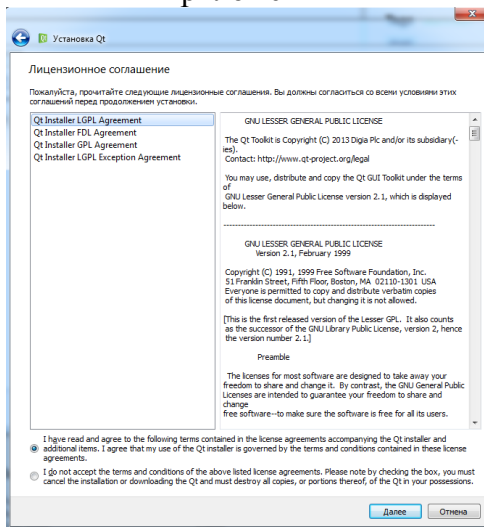 Установка Qt
Лицензионное соглашение
Пожалуйста, прочитайте следующие лицензионные соглашения. Вы должны согласиться со всеми условиями этих
соглашений перед продолжением установки.
Qt Installer LGPL Agreement
Qt Installer FDL Agreement
Qt Installer GPL Agreement
Qt Installer LGPL Exception Agreement
GNU LESSER GENERAL PUBLIC LICENSE
The Qt Toolkit is Copyright (C) 2013 Digia Plc and/or its subsidiary(-
ies).
Contact: http://www.qt-project.org/legal
You may use, distribute and copy the Qt GUI Toolkit under the terms
of
GNU Lesser General Public License version 2.1, which is displayed
below.
-------------------------------------------------------------------------
GNU LESSER GENERAL PUBLIC LICENSE
Version 2.1, February 1999
Copyright (C) 1991, 1999 Free Software Foundation, Inc.
51 Franklin Street, Fifth Floor, Boston, MA 02110-1301 USA
Everyone is permitted to copy and distribute verbatim copies
of this license document, but changing it is not allowed.
[This is the first released version of the Lesser GPL. It also counts
as the successor of the GNU Library Public License, version 2, hence
the version number 2.1.]
Preamble
The licenses for most software are designed to take away your
freedom to share and change it. By contrast, the GNU General Public
Licenses are intended to guarantee your freedom to share and
change
free software--to make sure the software is free for all its users.
I have read and agree to the following terms contained in the license agreements accompanying the Qt installer and
additional items. I agree that my use of the Qt installer is governed by the terms and conditions contained in these license
agreements.
I do not accept the terms and conditions of the above listed license agreements. Please note by checking the box, you must
cancel the installation or downloading the Qt and must destroy all copies, or portions thereof, of the Qt in your possessions.
Далее
Отмена